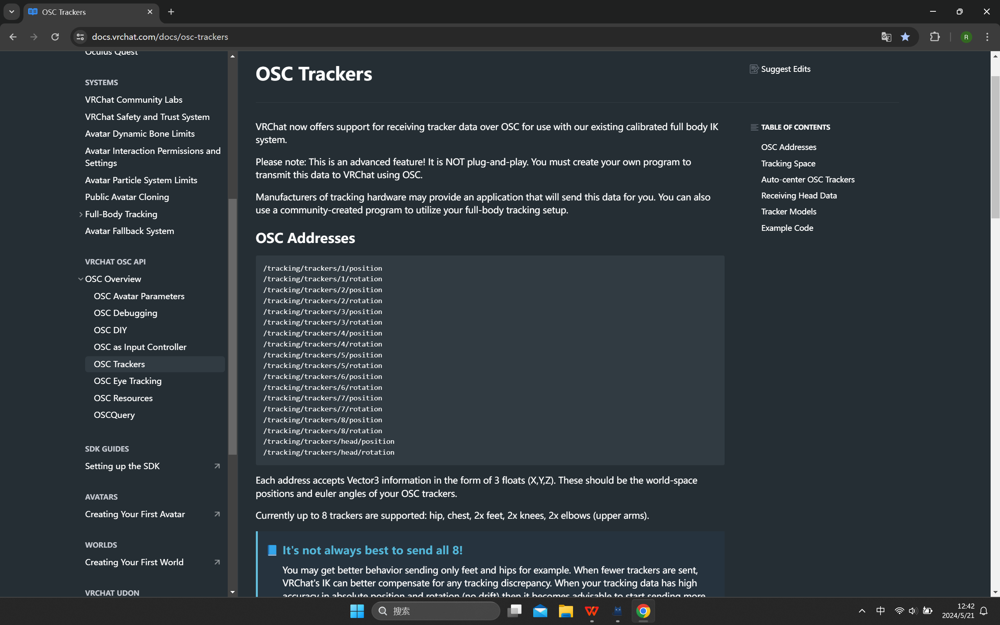 OSC Trackers
docs.vrchat.com/docs/osc-trackers
R
Oculus Quest
SYSTEMS
VRChat Community Labs
VRChat Safety and Trust System
Avatar Dynamic Bone Limits
Avatar Interaction Permissions and
Settings
Avatar Particle System Limits
Public Avatar Cloning
Full-Body Tracking
Avatar Fallback System
VRCHAT OSC API
OSC Overview
OSC Avatar Parameters
OSC Debugging
OSC DIY
OSC as Input Controller
OSC Trackers
OSC Eye Tracking
OSC Resources
OSCQuery
SDK GUIDES
Setting up the SDK
AVATARS
Creating Your First Avatar
WORLDS
Creating Your First World
VRCHAT UDON
OSC Trackers
VRChat now offers support for receiving tracker data over OSC for use with our existing calibrated full body IK
system.
Please note: This is an advanced feature! It is NOT plug-and-play. You must create your own program to
transmit this data to VRChat using OSC.
Manufacturers of tracking hardware may provide an application that will send this data for you. You can also
use a community-created program to utilize your full-body tracking setup.
OSC Addresses
/tracking/trackers/1/position
/tracking/trackers/1/rotation
/tracking/trackers/2/position
/tracking/trackers/2/rotation
/tracking/trackers/3/position
/tracking/trackers/3/rotation
/tracking/trackers/4/position
/tracking/trackers/4/rotation
/tracking/trackers/5/position
/tracking/trackers/5/rotation
/tracking/trackers/6/position
/tracking/trackers/6/rotation
/tracking/trackers/7/position
/tracking/trackers/7/rotation
/tracking/trackers/8/position
/tracking/trackers/8/rotation
/tracking/trackers/head/position
/tracking/trackers/head/rotation
Each address accepts Vector3 information in the form of 3 floats (X,Y,Z). These should be the world-space
positions and euler angles of your OSC trackers.
Currently up to 8 trackers are supported: hip, chest, 2x feet, 2x knees, 2x elbows (upper arms).
It's not always best to send all 8!
You may get better behavior sending only feet and hips for example. When fewer trackers are sent,
VRChat's IK can better compensate for any tracking discrepancy. When your tracking data has high
accuracy in absolute position and rotation (no drift) then it becomes advisable to start sending more
Suggest Edits
TABLE OF CONTENTS
OSC Addresses
Tracking Space
Auto-center OSC Trackers
Receiving Head Data
Tracker Models
Example Code
搜索
中
12:42
2024/5/21